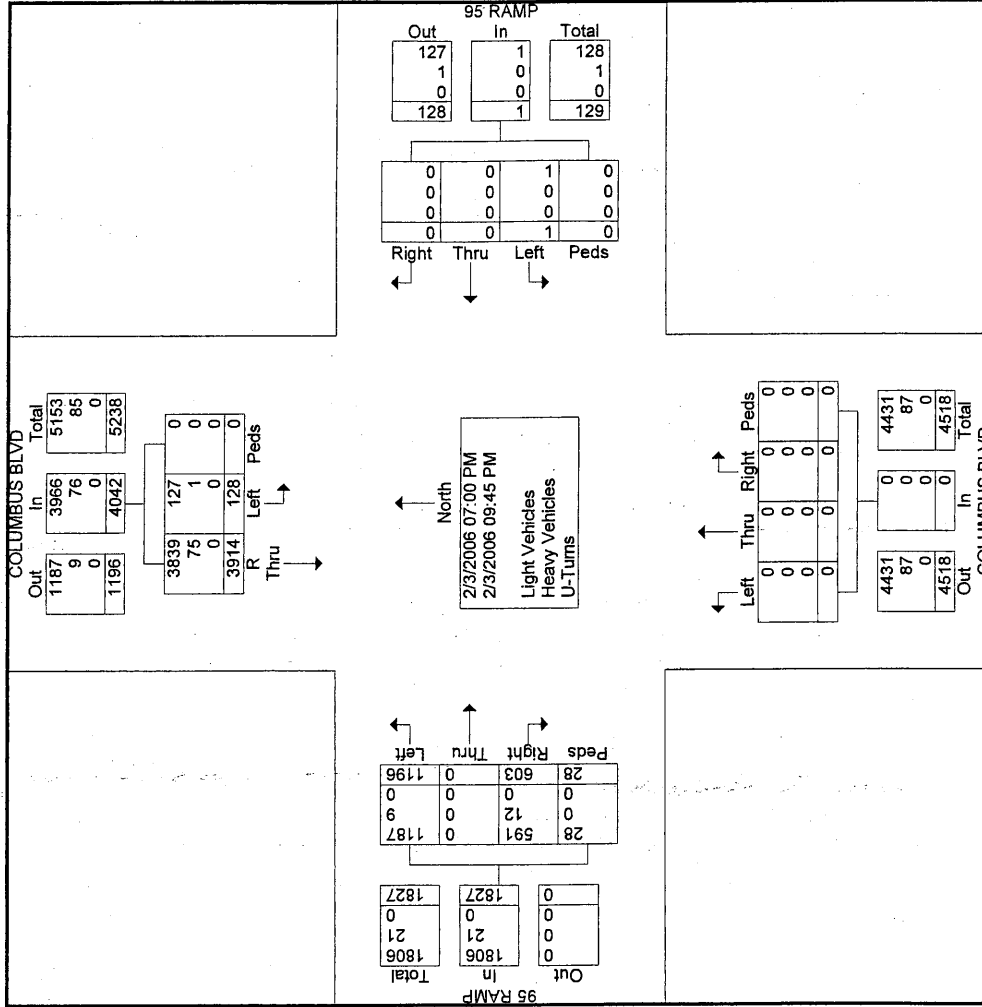 95 RAMP
Out In Total
127 1 128
1 0 1
0 0 0
128 1 129
0 0 1 0
0 0 0 0
0 0 0 0
0 0 1 0
Right Thru Left Peds
COLUMBUS BLVD
Out In Total
1187 3966 5153
9 76 85
0 0 0
1196 4042 5238
3839 127 0
75 1 0
0 0 0
3914 128 0
R Thru Left Peds
North
2/3/2006 07:00 PM
2/3/2006 09:45 PM
Light Vehicles
Heavy Vehicles
U-Turns
Left Thru Right Peds
0 0 0 0
0 0 0 0
0 0 0 0
0 0 0 0
4431 0 4431
87 0 87
0 0 0
4518 0 4518
Out In Total
COLUMBUS BLVD
Left Thru Right Peds
1196 0 603 28
0 0 0 0
9 0 12 0
1187 0 591 28
1827 1827 0
0 0 0
21 21 0
1806 1806 0
Total In Out
95 RAMP